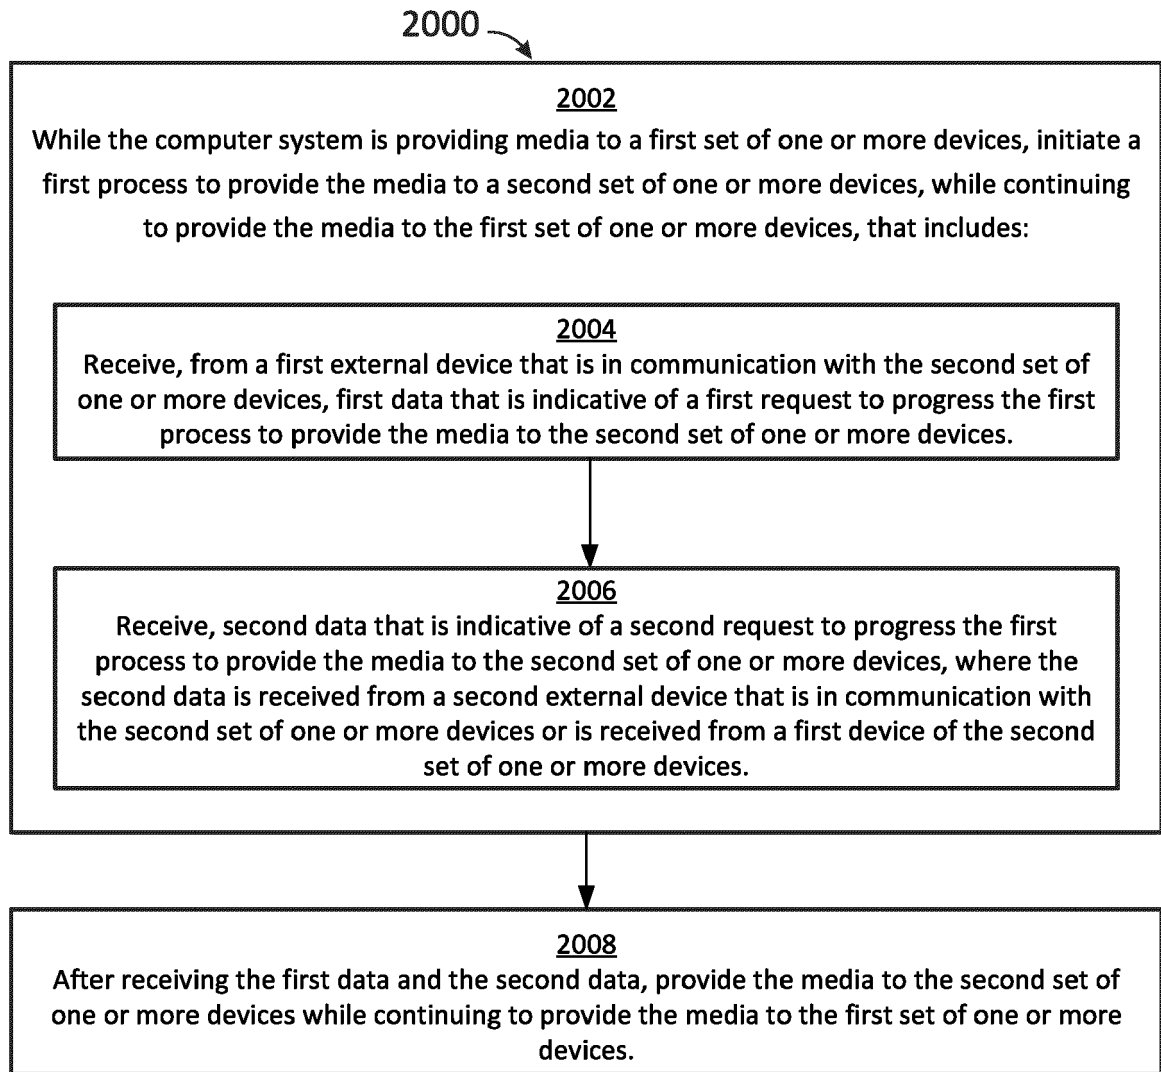 2000
2002
While the computer system is providing media to a first set of one or more devices, initiate a
first process to provide the media to a second set of one or more devices, while continuing
to provide the media to the first set of one or more devices, that includes:
2004
Receive, from a first external device that is in communication with the second set of
one or more devices, first data that is indicative of a first request to progress the first
process to provide the media to the second set of one or more devices.
2006
Receive, second data that is indicative of a second request to progress the first
process to provide the media to the second set of one or more devices, where the
second data is received from a second external device that is in communication with
the second set of one or more devices or is received from a first device of the second
set of one or more devices.
2008
After receiving the first data and the second data, provide the media to the second set of
one or more devices while continuing to provide the media to the first set of one or more
devices.